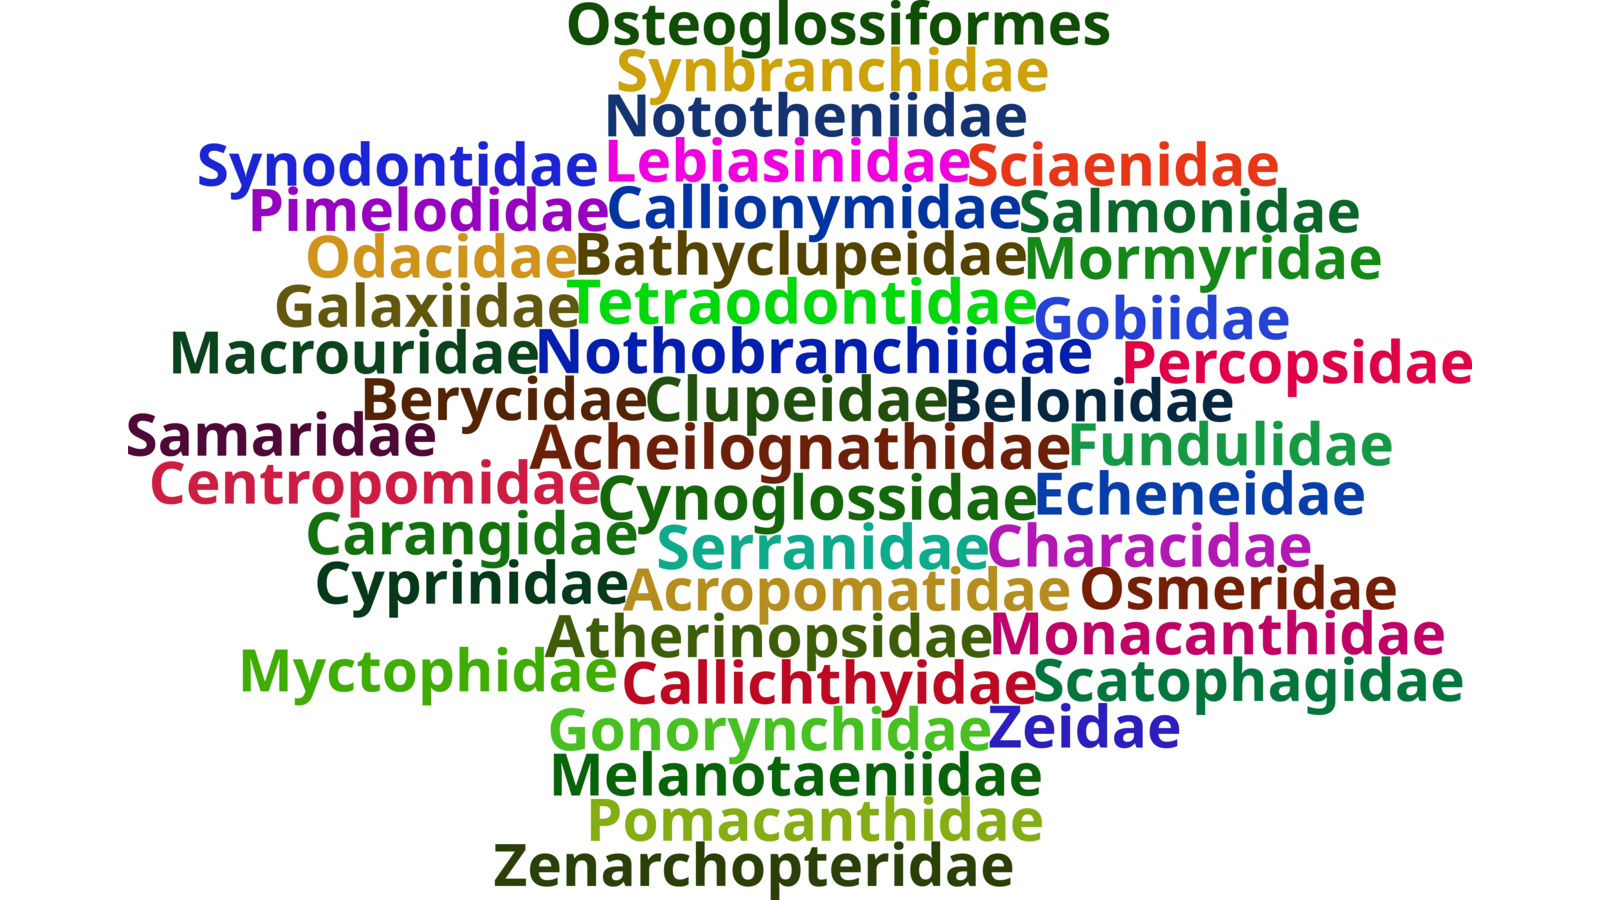 Osteoglossiformes
Synbranchidae
Nototheniidae
Synodontidae Lebiasinidae Sciaenidae
Pimelodidae Callionymidae Salmonidae
Odacidae Bathyclupeidae Mormyridae
Galaxiidae Tetraodontidae Gobiidae
Macrouridae Nothobranchiidae Percopsidae
Berycidae Clupeidae Belonidae
Samaridae Acheilognathidae Fundulidae
Centropomidae Cynoglossidae Echeneidae
Carangidae Serranidae Characidae
Cyprinidae Acropomatidae Osmeridae
Atherinopsidae Monacanthidae
Myctophidae Callichthyidae Scatophagidae
Gonorynchidae Zeidae
Melanotaeniidae
Pomacanthidae
Zenarchopteridae